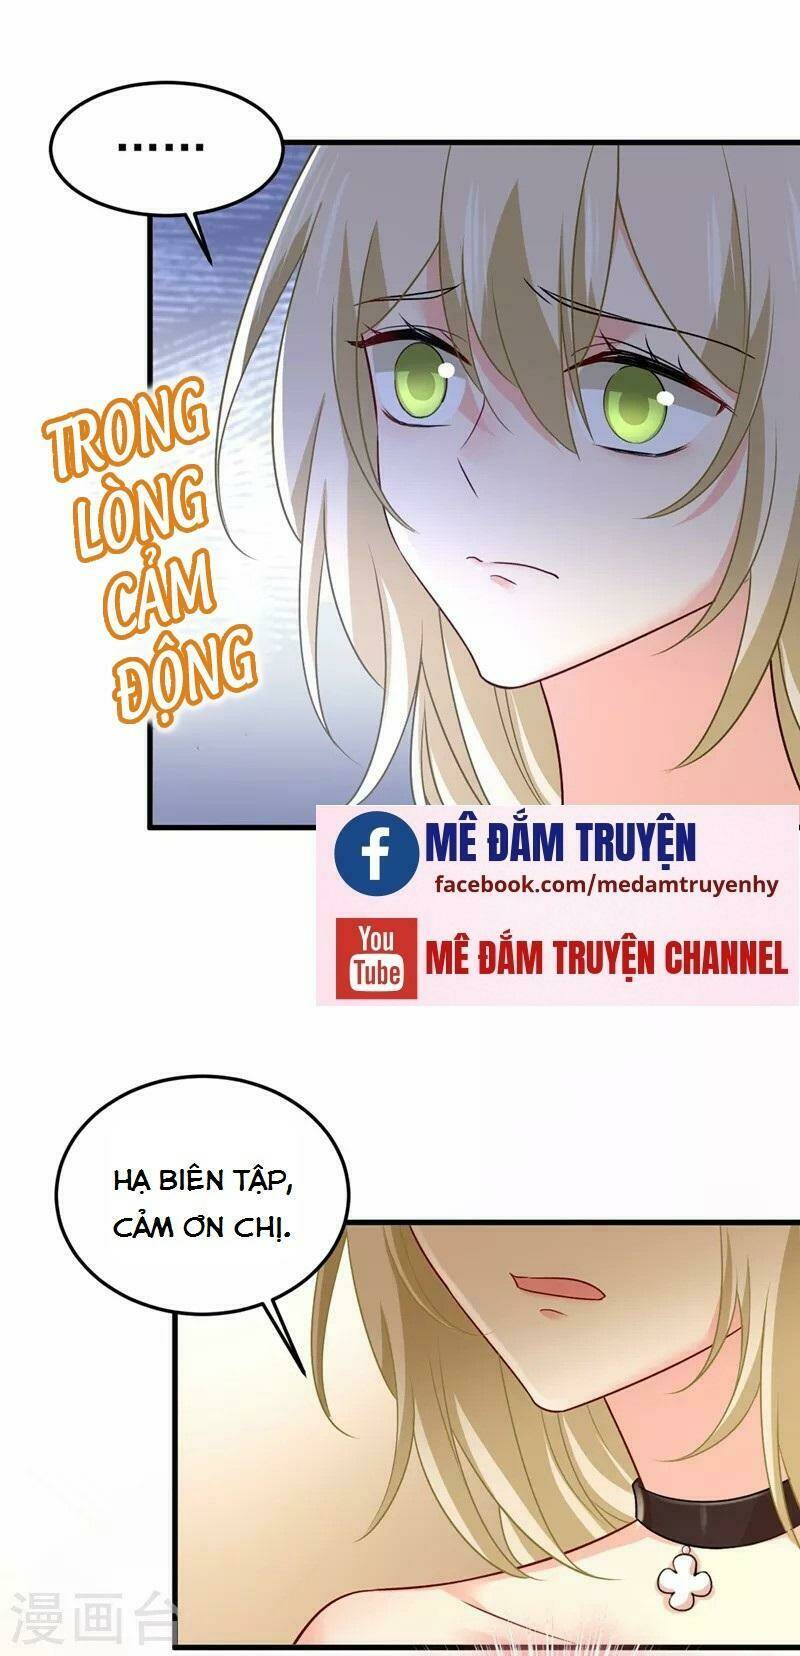 ......
TRONG
LÒNG
CẢM
ĐỘNG
f MÊ ĐẮM TRUYỆN
facebook.com/medamtruyenhy
You
Tube
MÊ ĐẮM TRUYỆN CHANNEL
HẠ BIÊN TẬP,
CẢM ƠN CHỊ.
漫画台